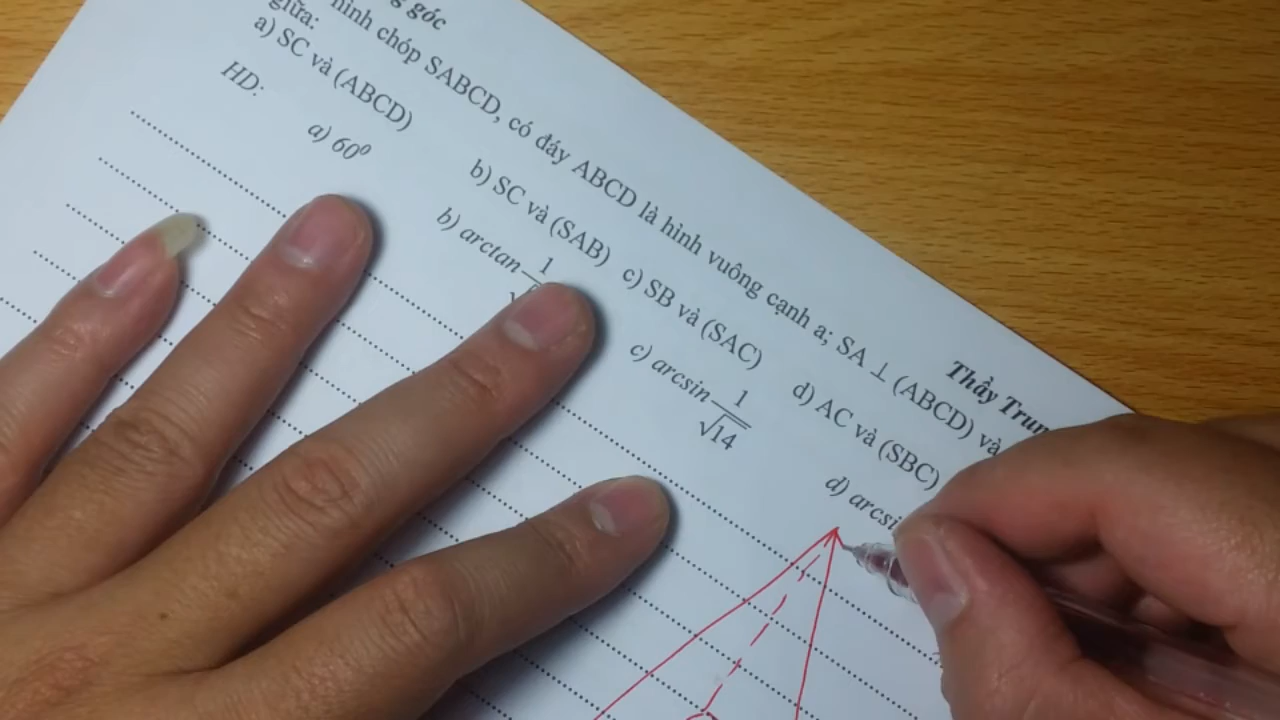 góc
hình chóp SABCD, có đáy ABCD là hình vuông cạnh a; SA ⊥ (ABCD) và
giữa:
a) SC và (ABCD) b) SC và (SAB) c) SB và (SAC) d) AC và (SBC)
HD: a) 60⁰ b) arctan 1/√ c) arcsin 1/√14 d) arcsi
Thầy Trun